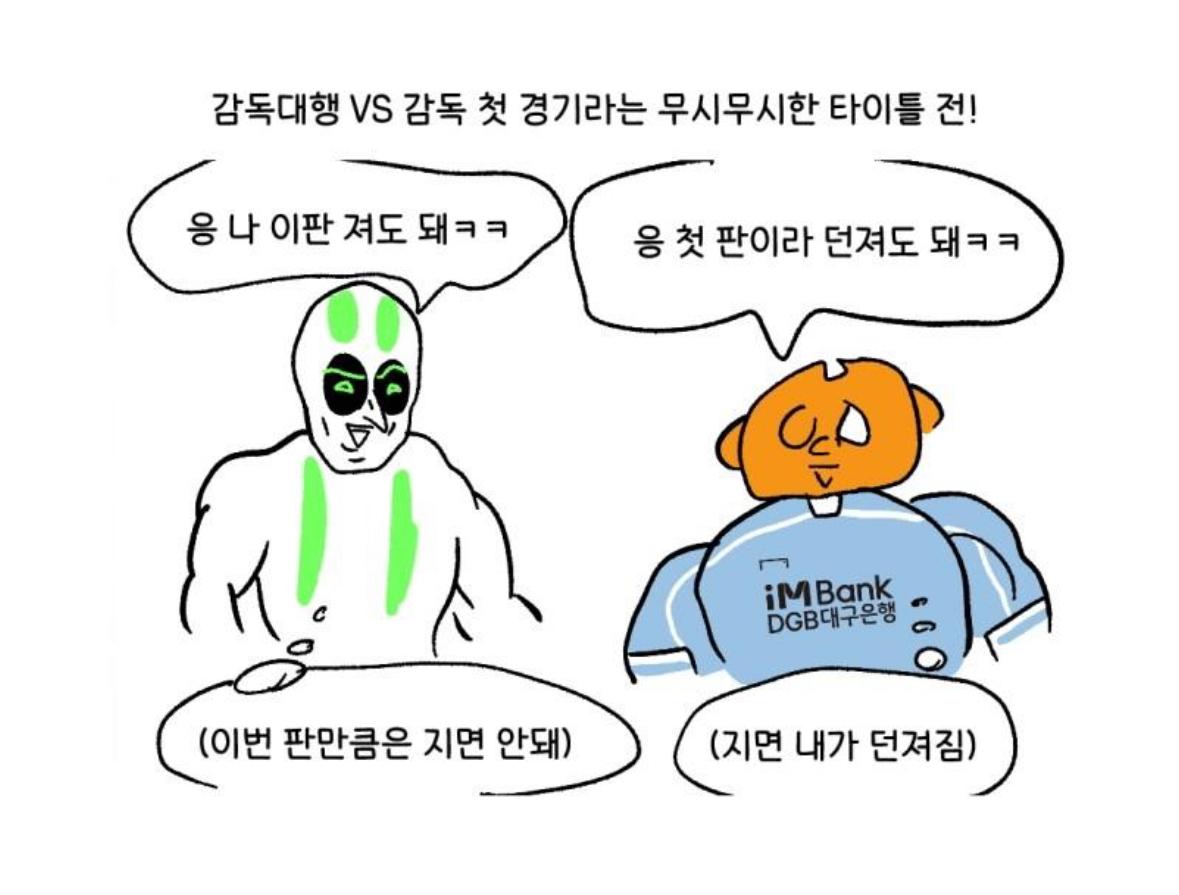 감독대행 VS 감독 첫 경기라는 무시무시한 타이틀 전!
응 나 이판 져도 돼ㅋㅋ
응 첫 판이라 던져도 돼ㅋㅋ
iM Bank
DGB대구은행
(이번 판만큼은 지면 안돼)
(지면 내가 던져짐)